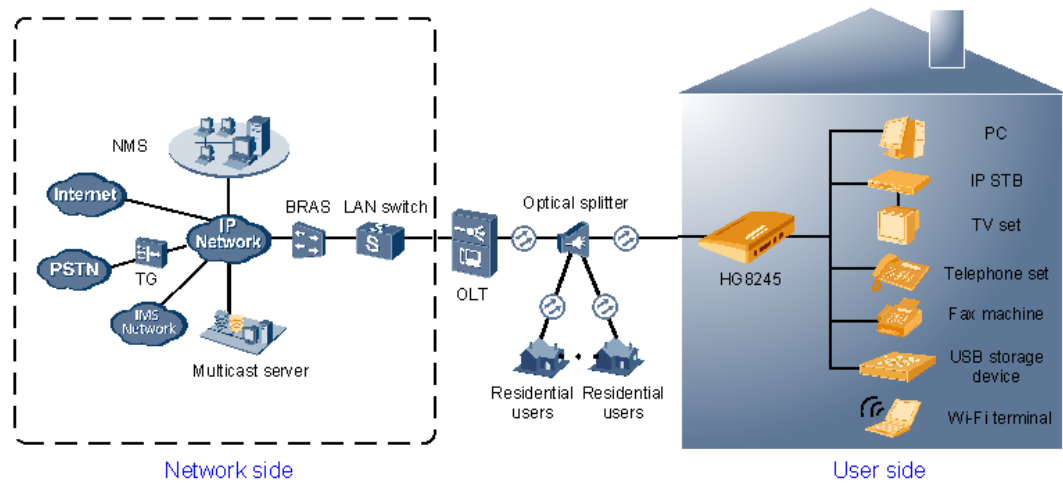 NMS
Internet
IP
Network
BRAS
LAN switch
PSTN
TG
IMS
Network
Multicast server
OLT
Optical splitter
Residential
users
Residential
users
HG8245
PC
IP STB
TV set
Telephone set
Fax machine
USB storage
device
Wi-Fi terminal
Network side
User side